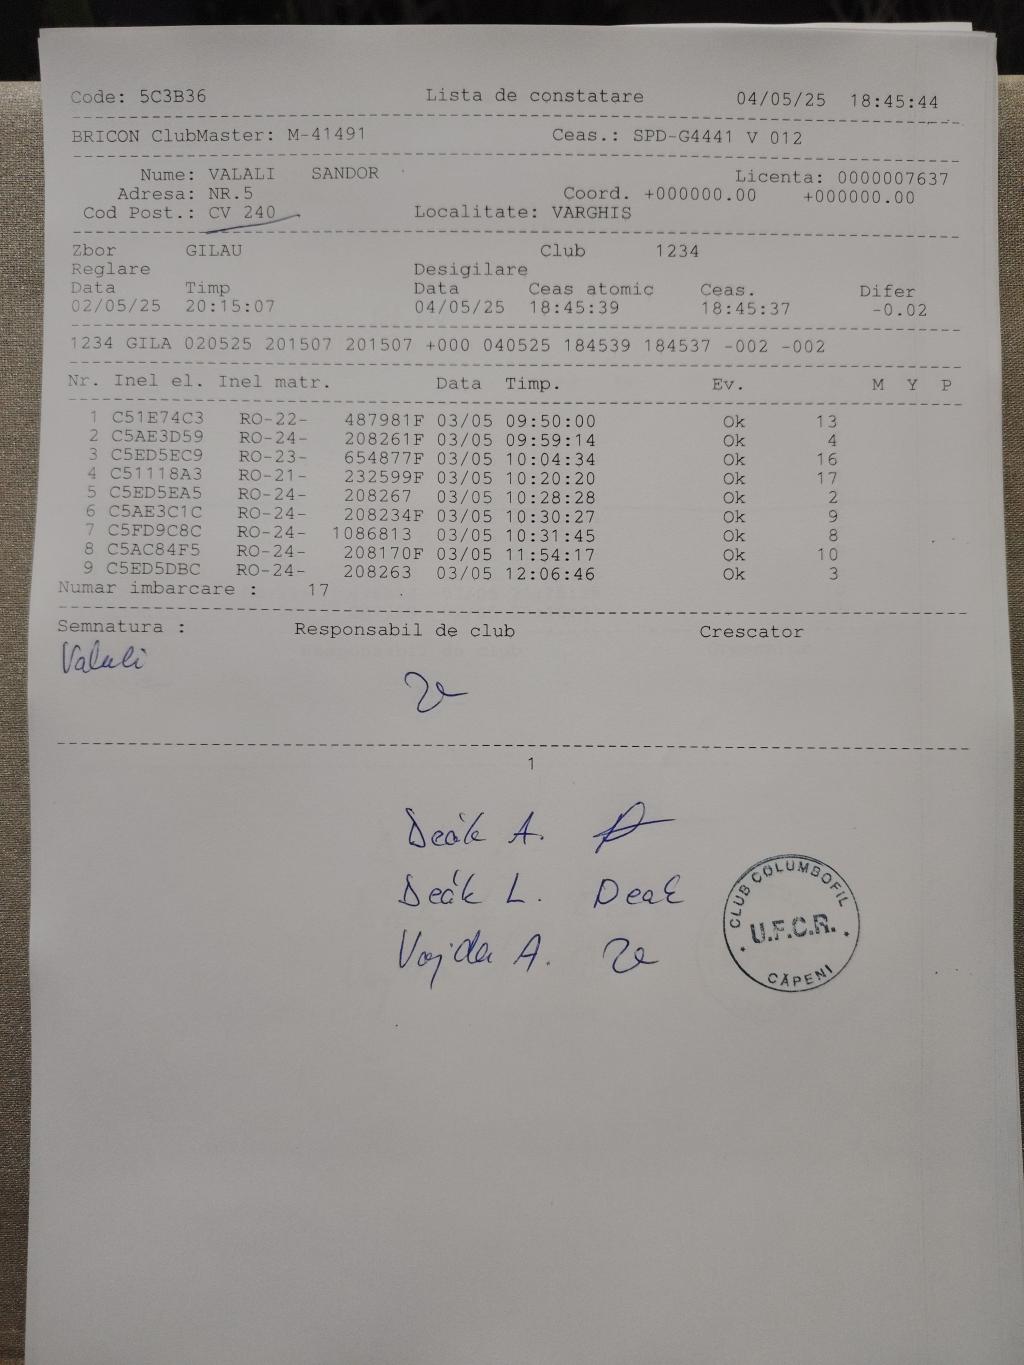 Code: 5C3B36 Lista de constatare 04/05/25 18:45:44
BRICON ClubMaster: M-41491 Ceas.: SPD-G4441 V 012
Nume: VALALI SANDOR Licenta: 0000007637
Adresa: NR.5 Coord. +000000.00 +000000.00
Cod Post.: CV 240 Localitate: VARGHIS
Zbor GILAU Club 1234
Reglare Desigilare
Data Timp Data Ceas atomic Ceas. Difer
02/05/25 20:15:07 04/05/25 18:45:39 18:45:37 -0.02
1234 GILA 020525 201507 201507 +000 040525 184539 184537 -002 -002
Nr. Inel el. Inel matr. Data Timp. Ev. M Y P
1 C51E74C3 RO-22- 487981F 03/05 09:50:00 Ok 13
2 C5AE3D59 RO-24- 208261F 03/05 09:59:14 Ok 4
3 C5ED5EC9 RO-23- 654877F 03/05 10:04:34 Ok 16
4 C51118A3 RO-21- 232599F 03/05 10:20:20 Ok 17
5 C5ED5EA5 RO-24- 208267 03/05 10:28:28 Ok 2
6 C5AE3C1C RO-24- 208234F 03/05 10:30:27 Ok 9
7 C5FD9C8C RO-24- 1086813 03/05 10:31:45 Ok 8
8 C5AC84F5 RO-24- 208170F 03/05 11:54:17 Ok 10
9 C5ED5DBC RO-24- 208263 03/05 12:06:46 Ok 3
Numar imbarcare : 17
Semnatura : Responsabil de club Crescator
Valali
1
Deák A.
Deák L. Deak
Vajda A.
CLUB COLUMBOFIL
U.F.C.R.
CĂPENI